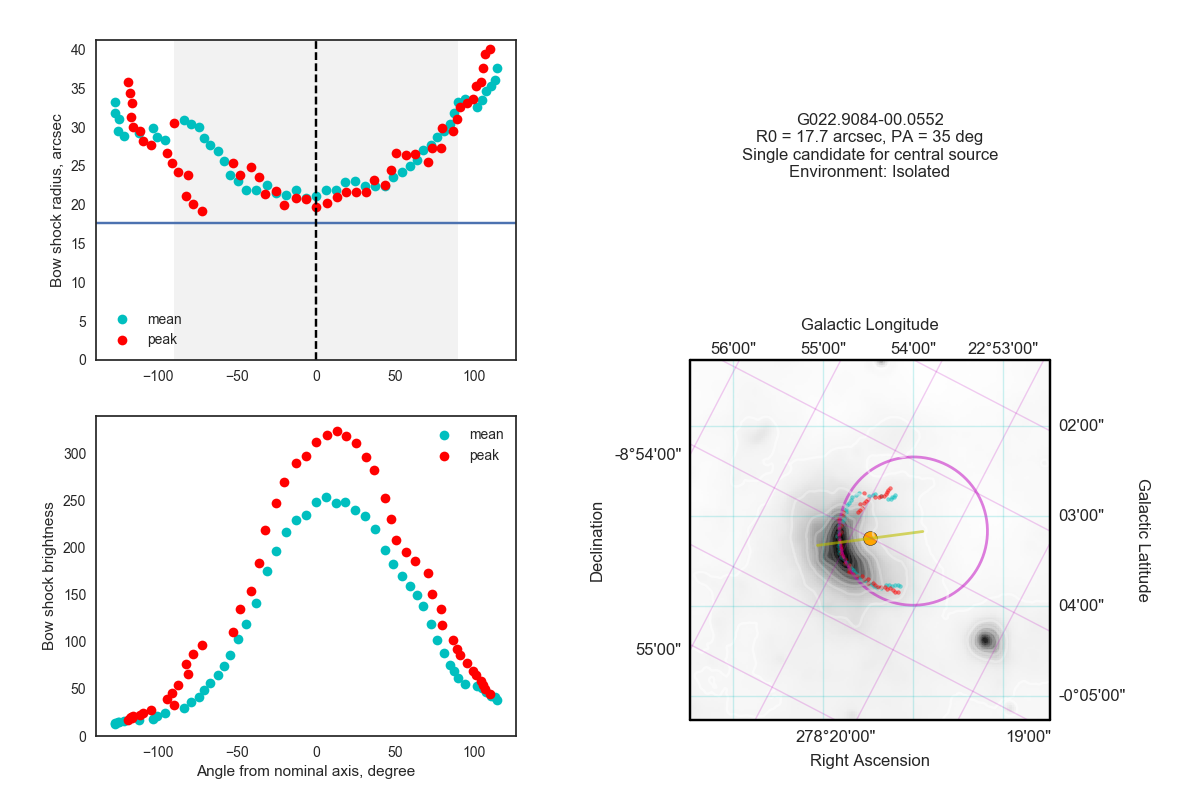 40
35
30
25
20
15
10
5
0
Bow shock radius, arcsec
mean
peak
−100
−50
0
50
100
G022.9084-00.0552
R0 = 17.7 arcsec, PA = 35 deg
Single candidate for central source
Environment: Isolated
300
250
200
150
100
50
0
Bow shock brightness
mean
peak
−100
−50
0
50
100
Angle from nominal axis, degree
Galactic Longitude
56'00"
55'00"
54'00"
22°53'00"
-8°54'00"
55'00"
Declination
02'00"
03'00"
04'00"
-0°05'00"
Galactic Latitude
278°20'00"
19'00"
Right Ascension